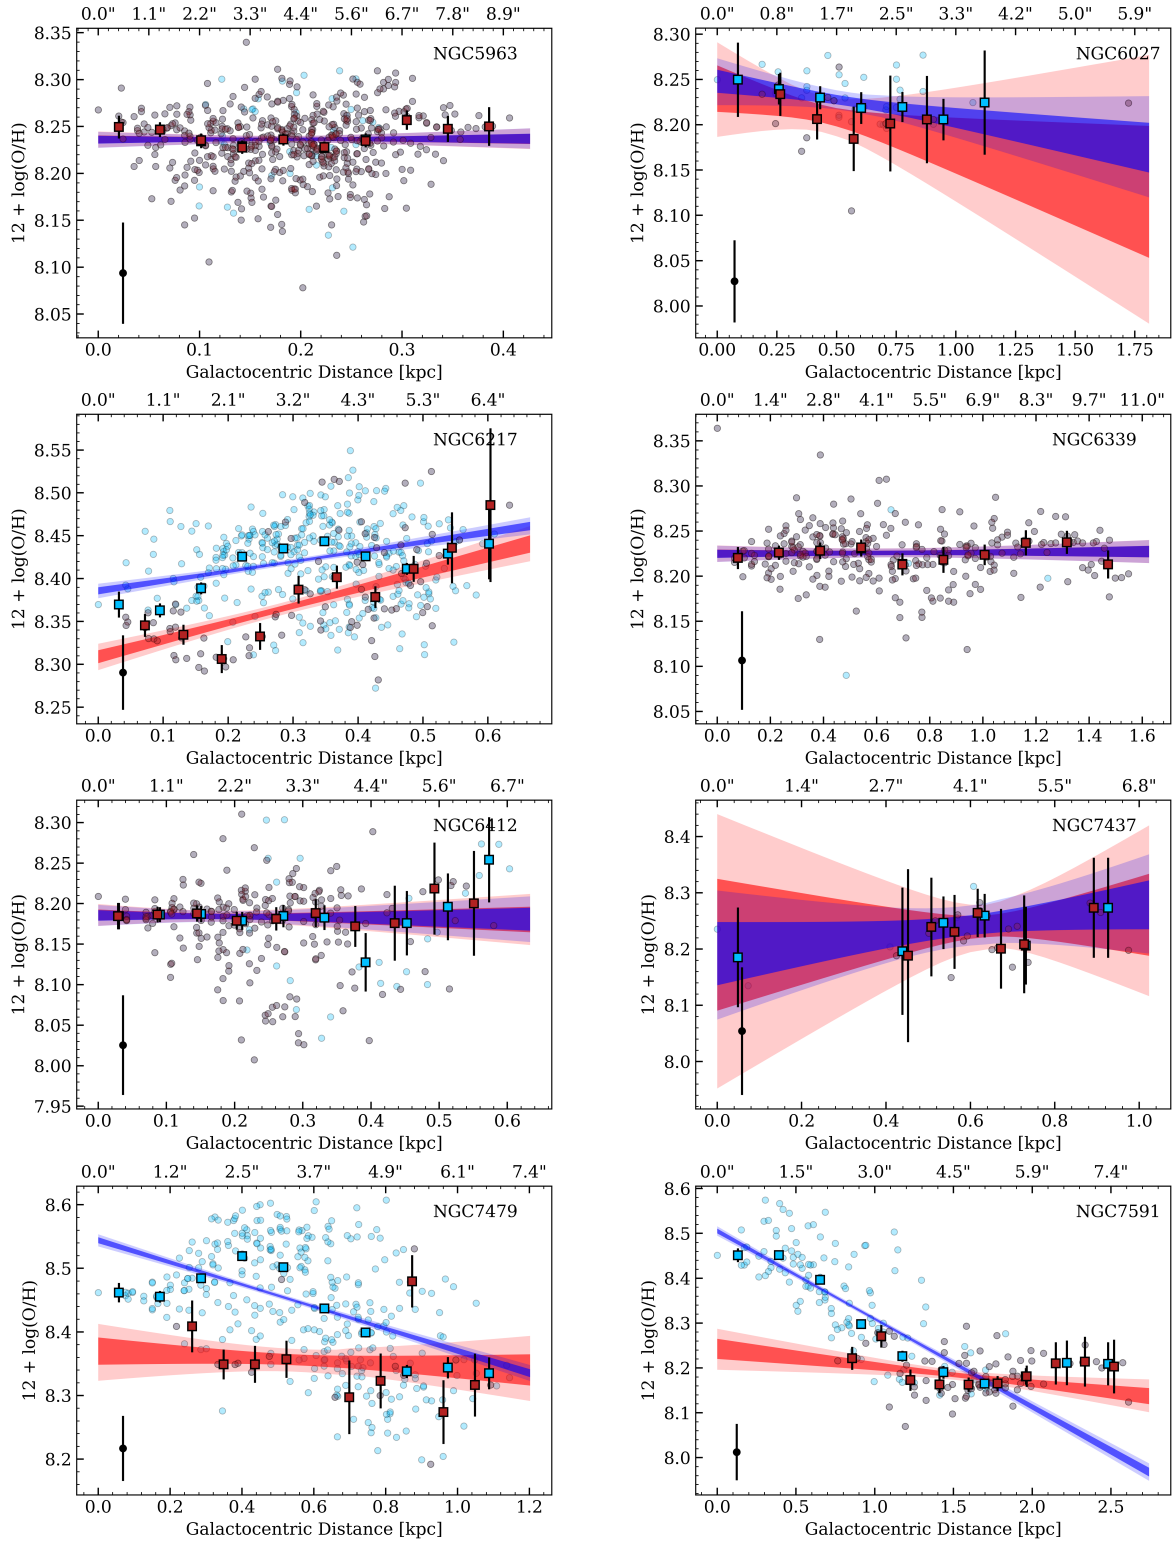 0.0" 1.1" 2.2" 3.3" 4.4" 5.6" 6.7" 7.8" 8.9"
NGC5963
8.35
8.30
8.25
8.20
8.15
8.10
8.05
12 + log(O/H)
0.0 0.1 0.2 0.3 0.4
Galactocentric Distance [kpc]
0.0" 0.8" 1.7" 2.5" 3.3" 4.2" 5.0" 5.9"
NGC6027
8.30
8.25
8.20
8.15
8.10
8.05
8.00
12 + log(O/H)
0.00 0.25 0.50 0.75 1.00 1.25 1.50 1.75
Galactocentric Distance [kpc]
0.0" 1.1" 2.1" 3.2" 4.3" 5.3" 6.4"
NGC6217
8.55
8.50
8.45
8.40
8.35
8.30
8.25
12 + log(O/H)
0.0 0.1 0.2 0.3 0.4 0.5 0.6
Galactocentric Distance [kpc]
0.0" 1.4" 2.8" 4.1" 5.5" 6.9" 8.3" 9.7" 11.0"
NGC6339
8.35
8.30
8.25
8.20
8.15
8.10
8.05
12 + log(O/H)
0.0 0.2 0.4 0.6 0.8 1.0 1.2 1.4 1.6
Galactocentric Distance [kpc]
0.0" 1.1" 2.2" 3.3" 4.4" 5.6" 6.7"
NGC6412
8.30
8.25
8.20
8.15
8.10
8.05
8.00
7.95
12 + log(O/H)
0.0 0.1 0.2 0.3 0.4 0.5 0.6
Galactocentric Distance [kpc]
0.0" 1.4" 2.7" 4.1" 5.5" 6.8"
NGC7437
8.4
8.3
8.2
8.1
8.0
12 + log(O/H)
0.0 0.2 0.4 0.6 0.8 1.0
Galactocentric Distance [kpc]
0.0" 1.2" 2.5" 3.7" 4.9" 6.1" 7.4"
NGC7479
8.6
8.5
8.4
8.3
8.2
12 + log(O/H)
0.0 0.2 0.4 0.6 0.8 1.0 1.2
Galactocentric Distance [kpc]
0.0" 1.5" 3.0" 4.5" 5.9" 7.4"
NGC7591
8.6
8.5
8.4
8.3
8.2
8.1
8.0
12 + log(O/H)
0.0 0.5 1.0 1.5 2.0 2.5
Galactocentric Distance [kpc]